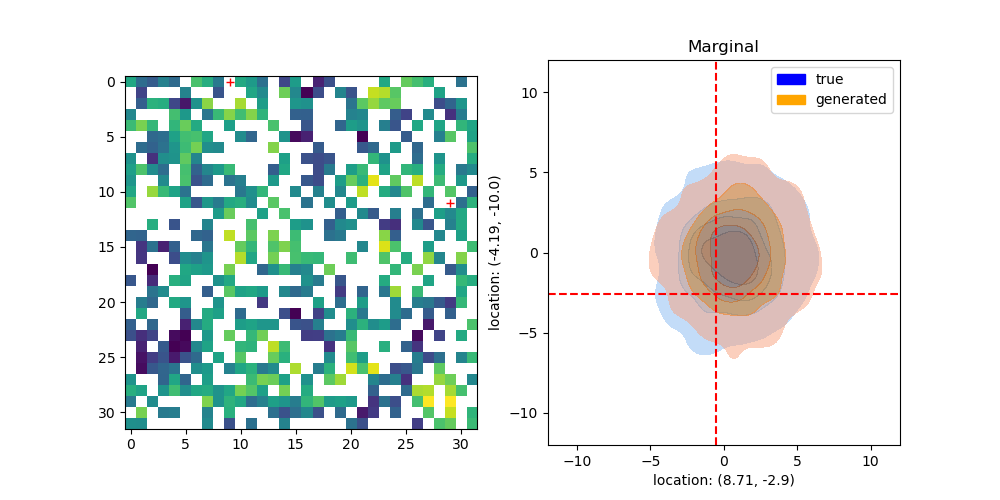 Marginal
0
5
10
15
20
25
30
0 5 10 15 20 25 30
location: (-4.19, -10.0)
10
5
0
−5
−10
true
generated
−10 −5 0 5 10
location: (8.71, -2.9)